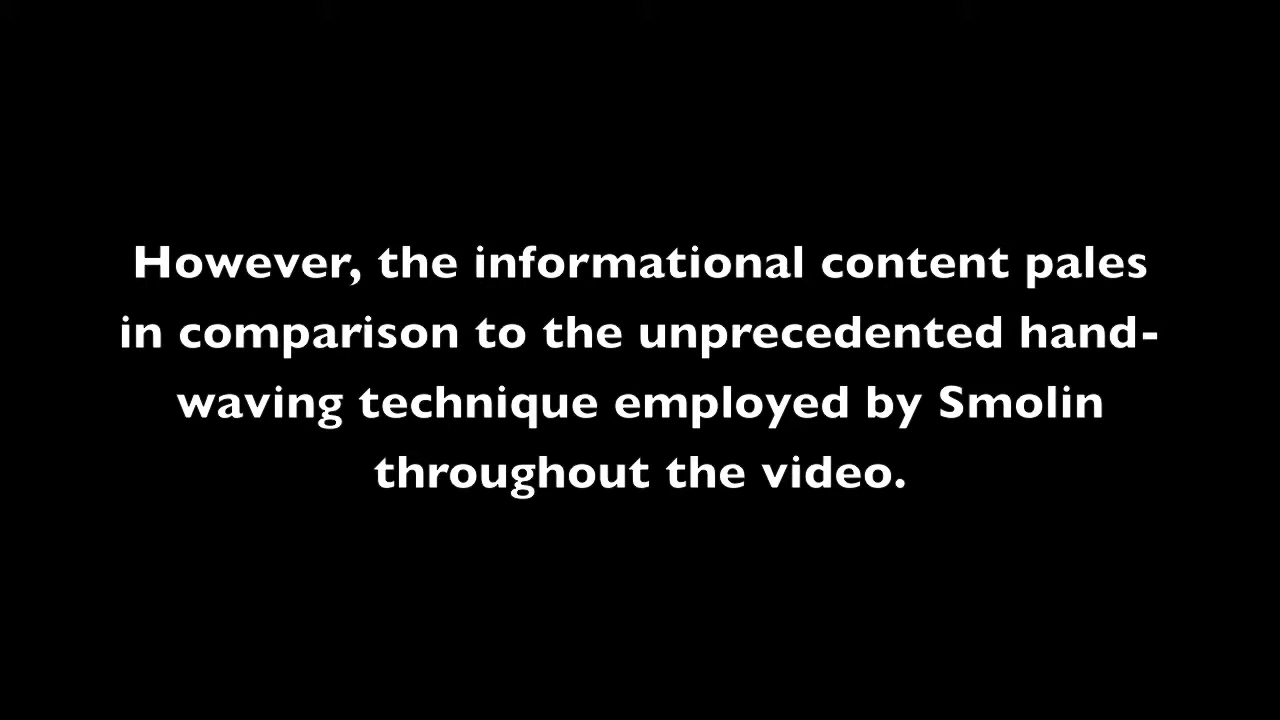 However, the informational content pales
in comparison to the unprecedented hand-
waving technique employed by Smolin
throughout the video.